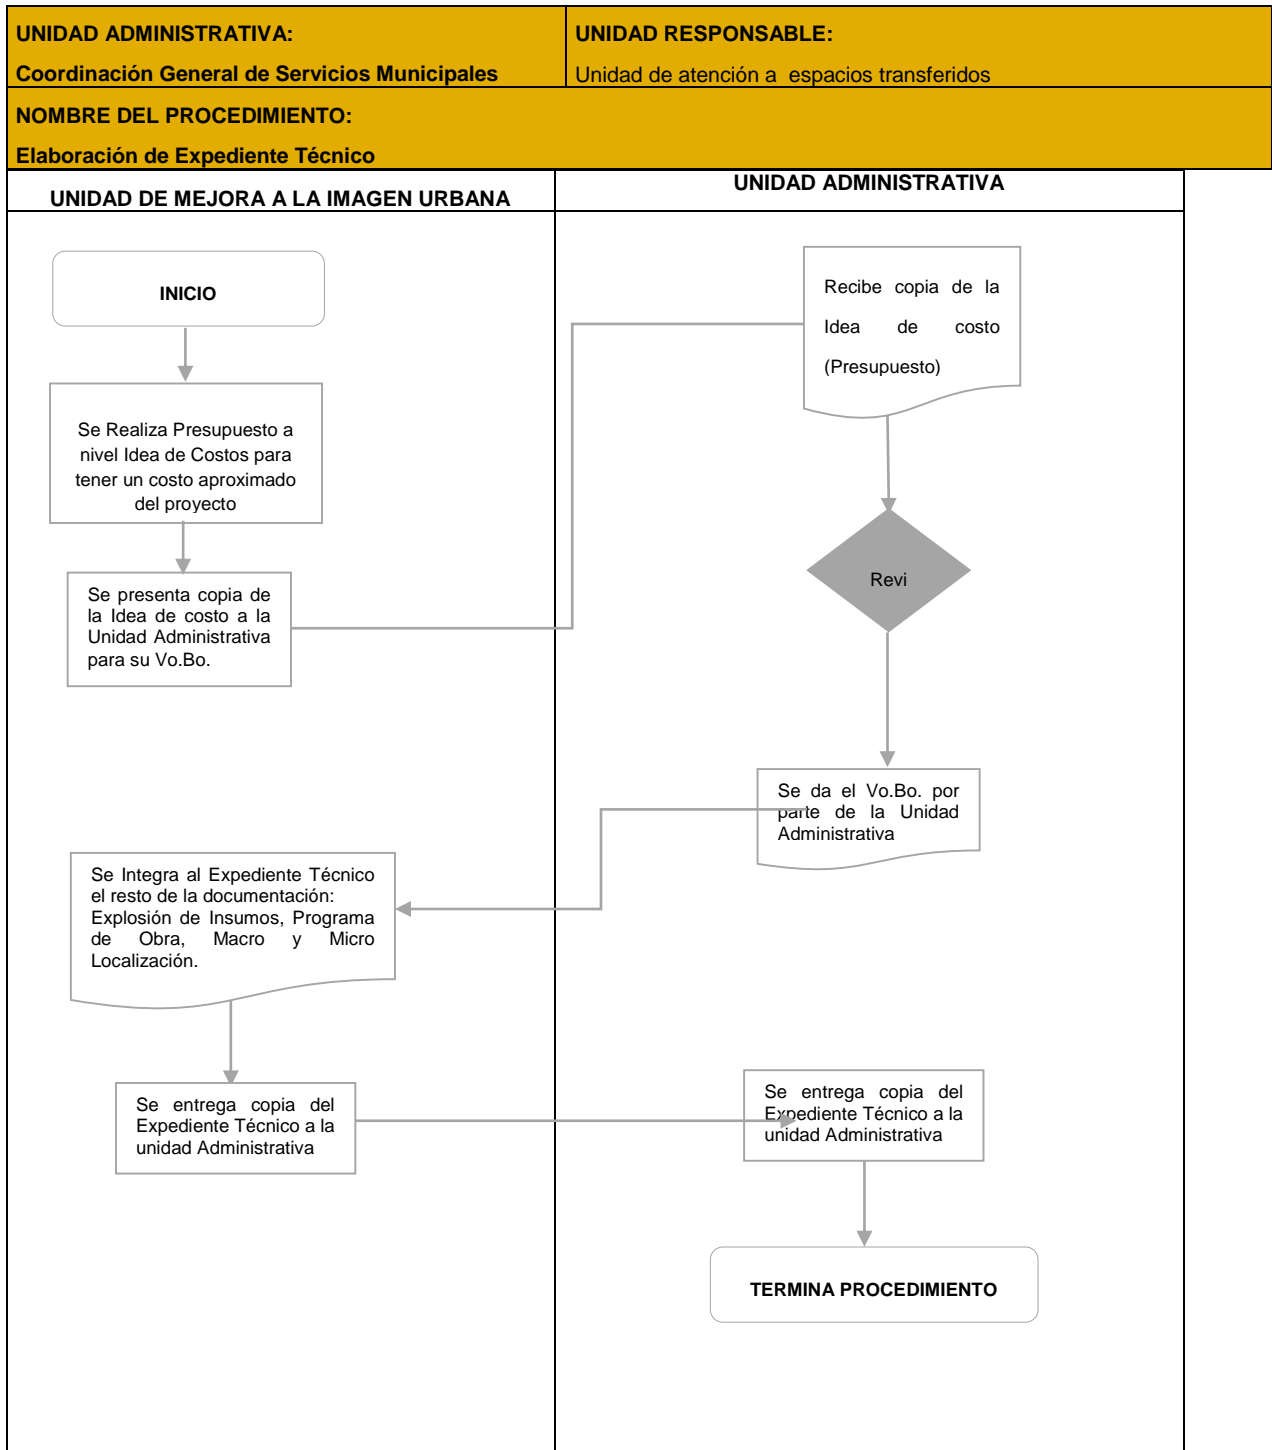 UNIDAD ADMINISTRATIVA:
Coordinación General de Servicios Municipales
UNIDAD RESPONSABLE:
Unidad de atención a espacios transferidos
NOMBRE DEL PROCEDIMIENTO:
Elaboración de Expediente Técnico
UNIDAD DE MEJORA A LA IMAGEN URBANA
UNIDAD ADMINISTRATIVA
INICIO
Se Realiza Presupuesto a
nivel Idea de Costos para
tener un costo aproximado
del proyecto
Se presenta copia de
la Idea de costo a la
Unidad Administrativa
para su Vo.Bo.
Recibe copia de la
Idea de costo
(Presupuesto)
Revi
Se da el Vo.Bo. por
parte de la Unidad
Administrativa
Se Integra al Expediente Técnico
el resto de la documentación:
Explosión de Insumos, Programa
de Obra, Macro y Micro
Localización.
Se entrega copia del
Expediente Técnico a la
unidad Administrativa
Se entrega copia del
Expediente Técnico a la
unidad Administrativa
TERMINA PROCEDIMIENTO